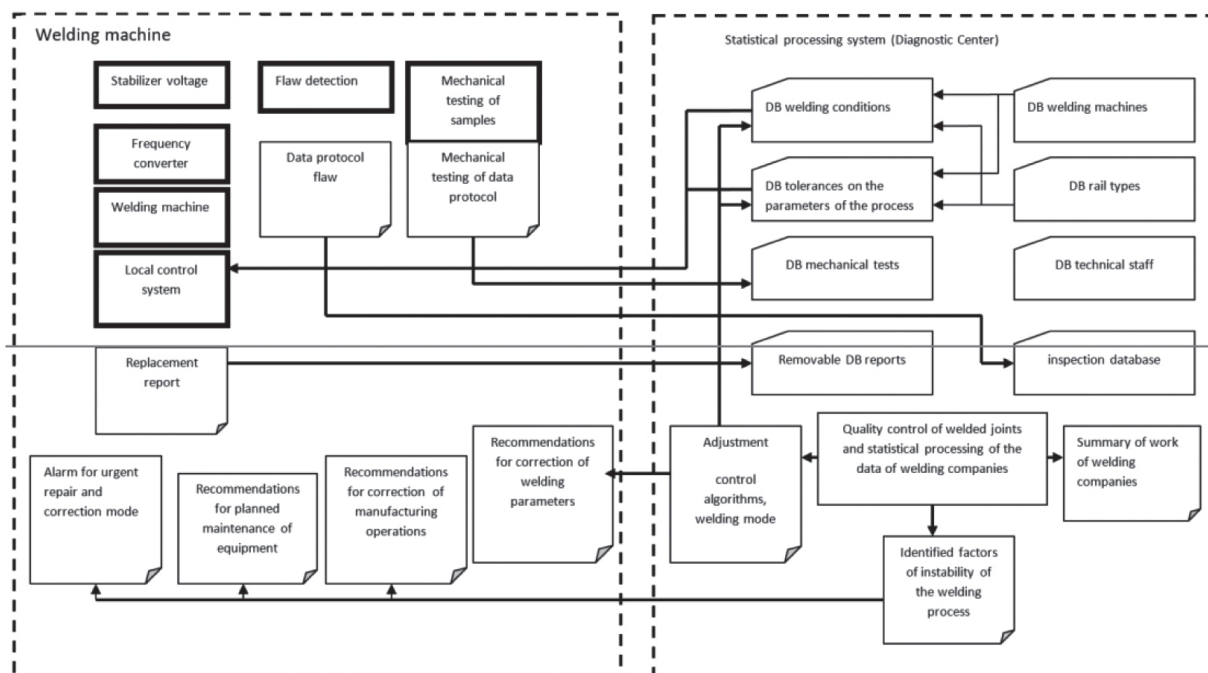 Welding machine
Stabilizer voltage
Flaw detection
Mechanical
testing of
samples
Frequency
converter
Data protocol
flaw
Mechanical
testing of data
protocol
Welding machine
Local control
system
Replacement
report
Alarm for urgent
repair and
correction mode
Recommendations
for planned
maintenance of
equipment
Recommendations
for correction of
manufacturing
operations
Recommendations
for correction of
welding
parameters
Statistical processing system (Diagnostic Center)
DB welding conditions
DB welding machines
DB tolerances on the
parameters of the process
DB rail types
DB mechanical tests
DB technical staff
Removable DB reports
inspection database
Adjustment
control
algorithms,
welding mode
Quality control of welded joints
and statistical processing of the
data of welding companies
Summary of work
of welding
companies
Identified factors
of instability of
the welding
process